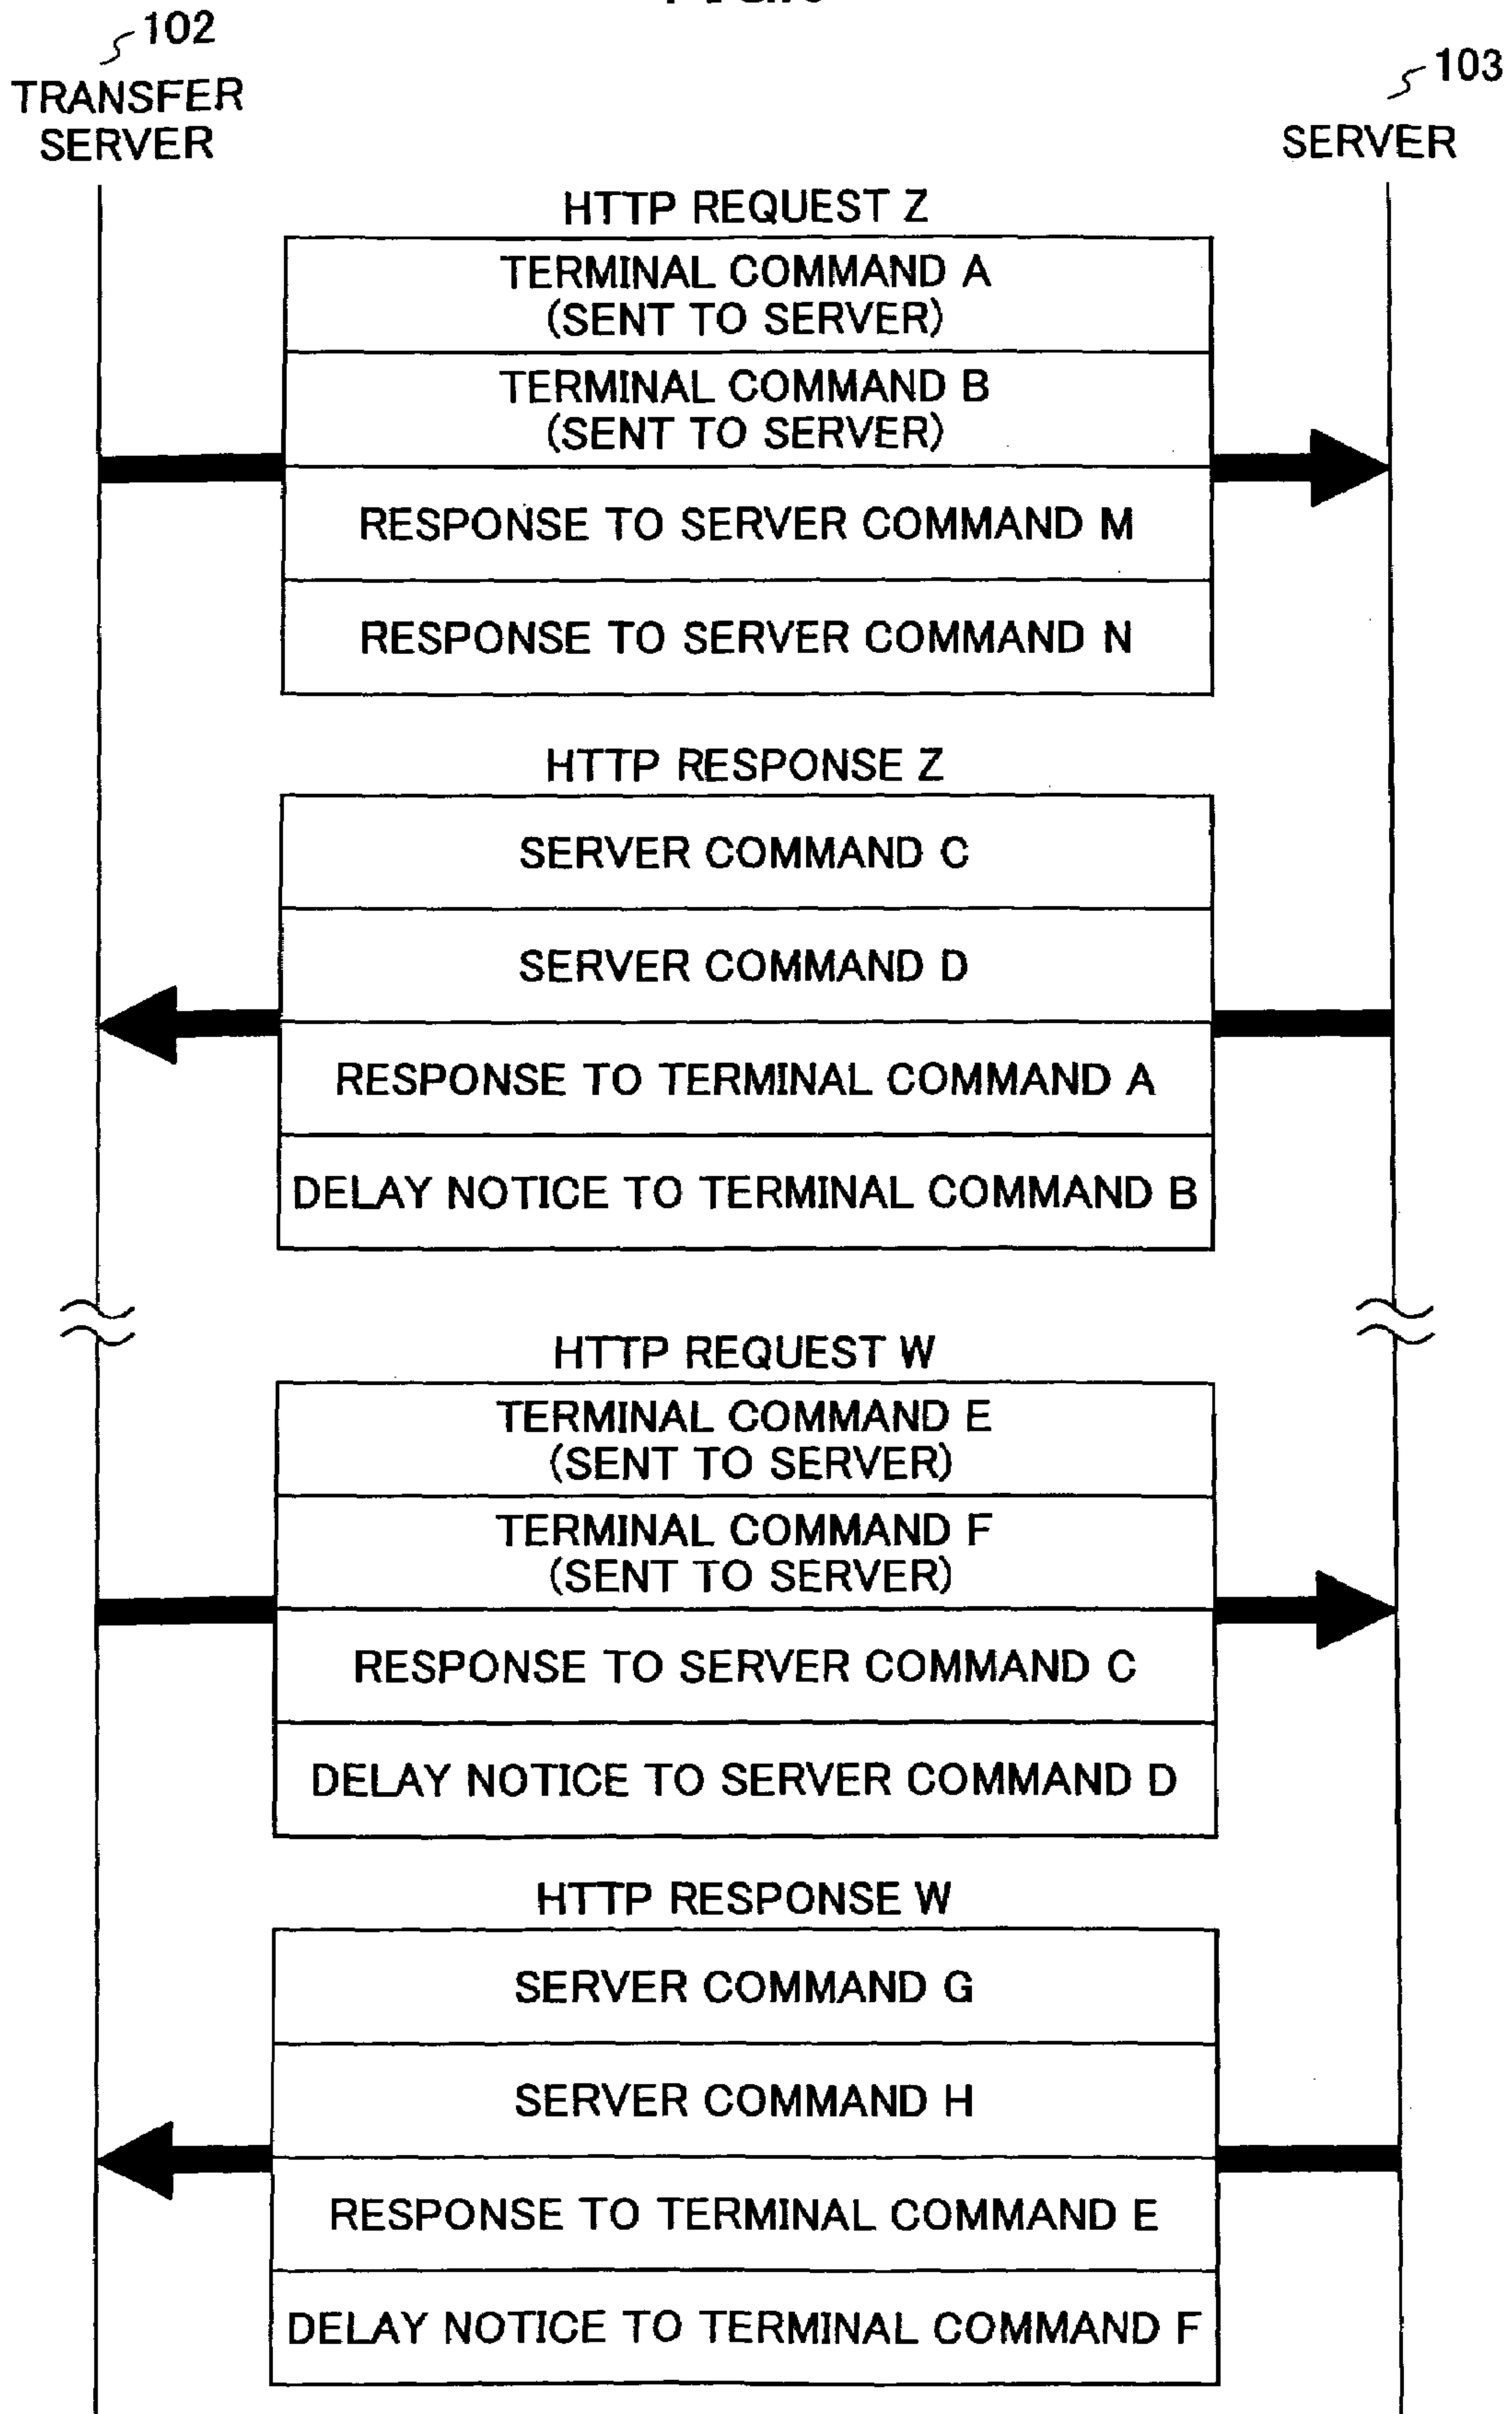 102
TRANSFER
SERVER
103
SERVER
HTTP REQUEST Z
TERMINAL COMMAND A
(SENT TO SERVER)
TERMINAL COMMAND B
(SENT TO SERVER)
RESPONSE TO SERVER COMMAND M
RESPONSE TO SERVER COMMAND N
HTTP RESPONSE Z
SERVER COMMAND C
SERVER COMMAND D
RESPONSE TO TERMINAL COMMAND A
DELAY NOTICE TO TERMINAL COMMAND B
HTTP REQUEST W
TERMINAL COMMAND E
(SENT TO SERVER)
TERMINAL COMMAND F
(SENT TO SERVER)
RESPONSE TO SERVER COMMAND C
DELAY NOTICE TO SERVER COMMAND D
HTTP RESPONSE W
SERVER COMMAND G
SERVER COMMAND H
RESPONSE TO TERMINAL COMMAND E
DELAY NOTICE TO TERMINAL COMMAND F